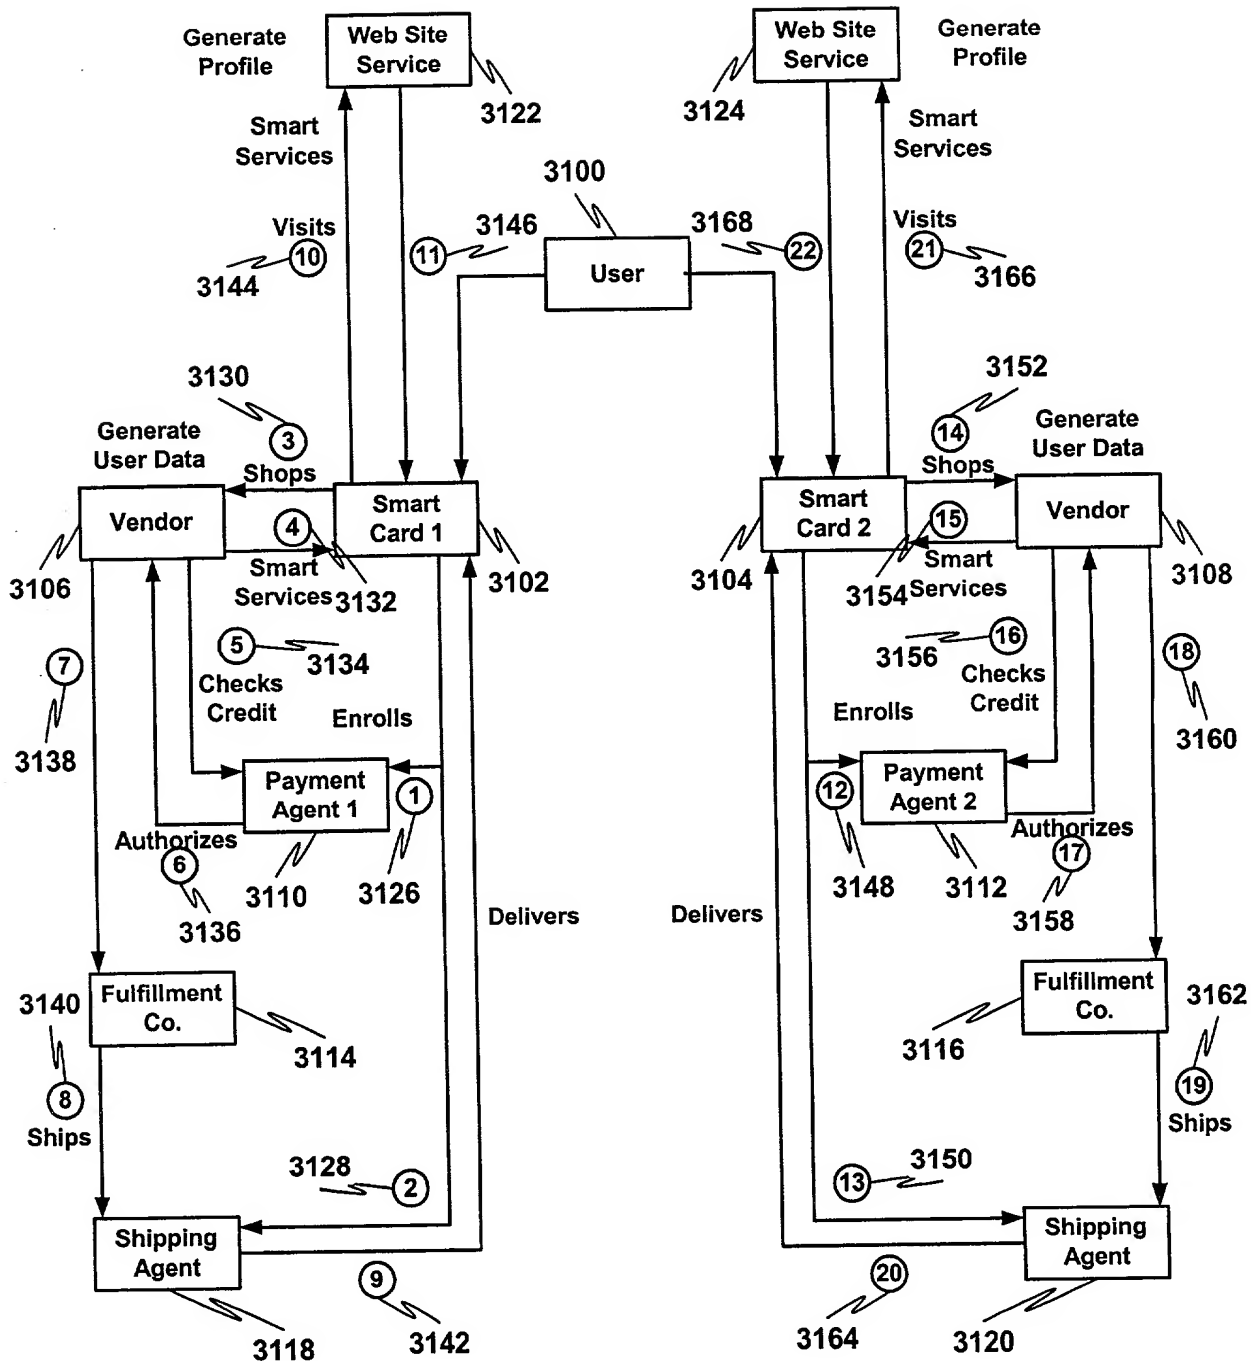 Generate
Profile
Web Site
Service
3122
Smart
Services
Visits
10
3144
11
3146
3100
User
Web Site
Service
Generate
Profile
3124
Smart
Services
3168
22
Visits
21
3166
3130
3
Generate
User Data
Shops
Vendor
3106
4
Smart
Services
3132
Smart
Card 1
3102
5
3134
Checks
Credit
7
3138
Enrolls
Payment
Agent 1
1
3126
3110
Authorizes
6
3136
Delivers
Fulfillment
Co.
3114
3140
8
Ships
3128
2
Shipping
Agent
3118
9
3142
3152
14
Generate
User Data
Shops
Smart
Card 2
3104
15
3154
Smart
Services
Vendor
3108
3156
16
Checks
Credit
18
3160
Enrolls
12
3148
Payment
Agent 2
3112
Authorizes
17
3158
Delivers
Fulfillment
Co.
3116
3162
19
Ships
13
3150
Shipping
Agent
3120
20
3164